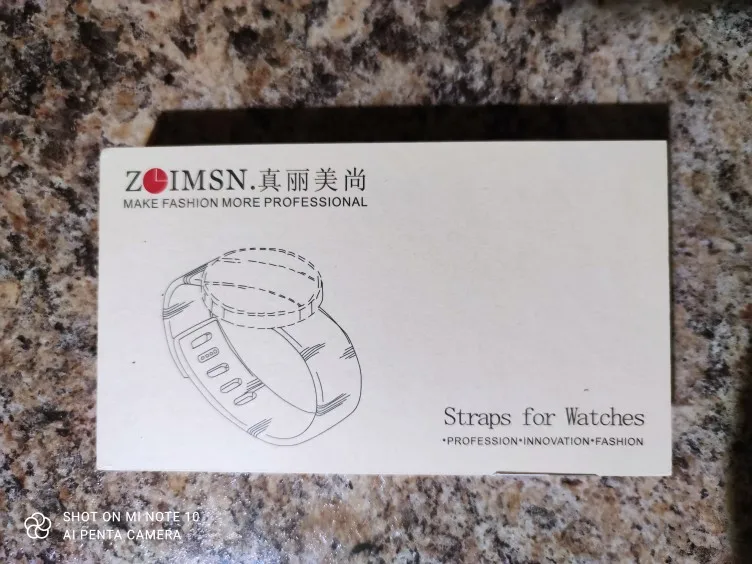 ZOIMSN.真丽美尚
MAKE FASHION MORE PROFESSIONAL
Straps for Watches
•PROFESSION•INNOVATION•FASHION
SHOT ON MI NOTE 10
AI PENTA CAMERA